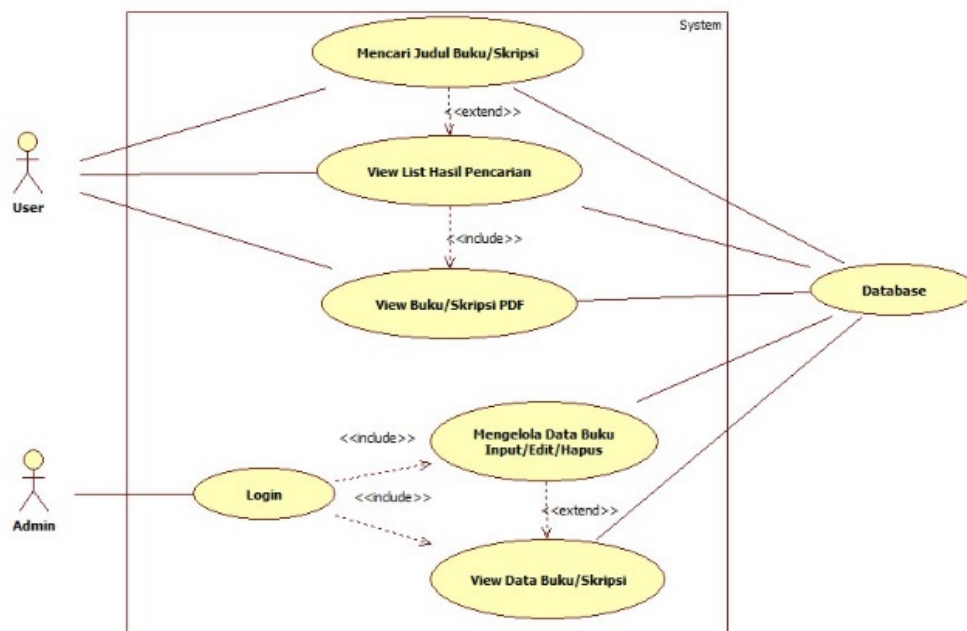 System
Mencari Judul Buku/Skripsi
<<extend>>
User
View List Hasil Pencarian
<<include>>
View Buku/Skripsi PDF
Database
Mengelola Data Buku
Input/Edit/Hapus
<<include>>
Admin
Login
<<include>>
<<extend>>
View Data Buku/Skripsi